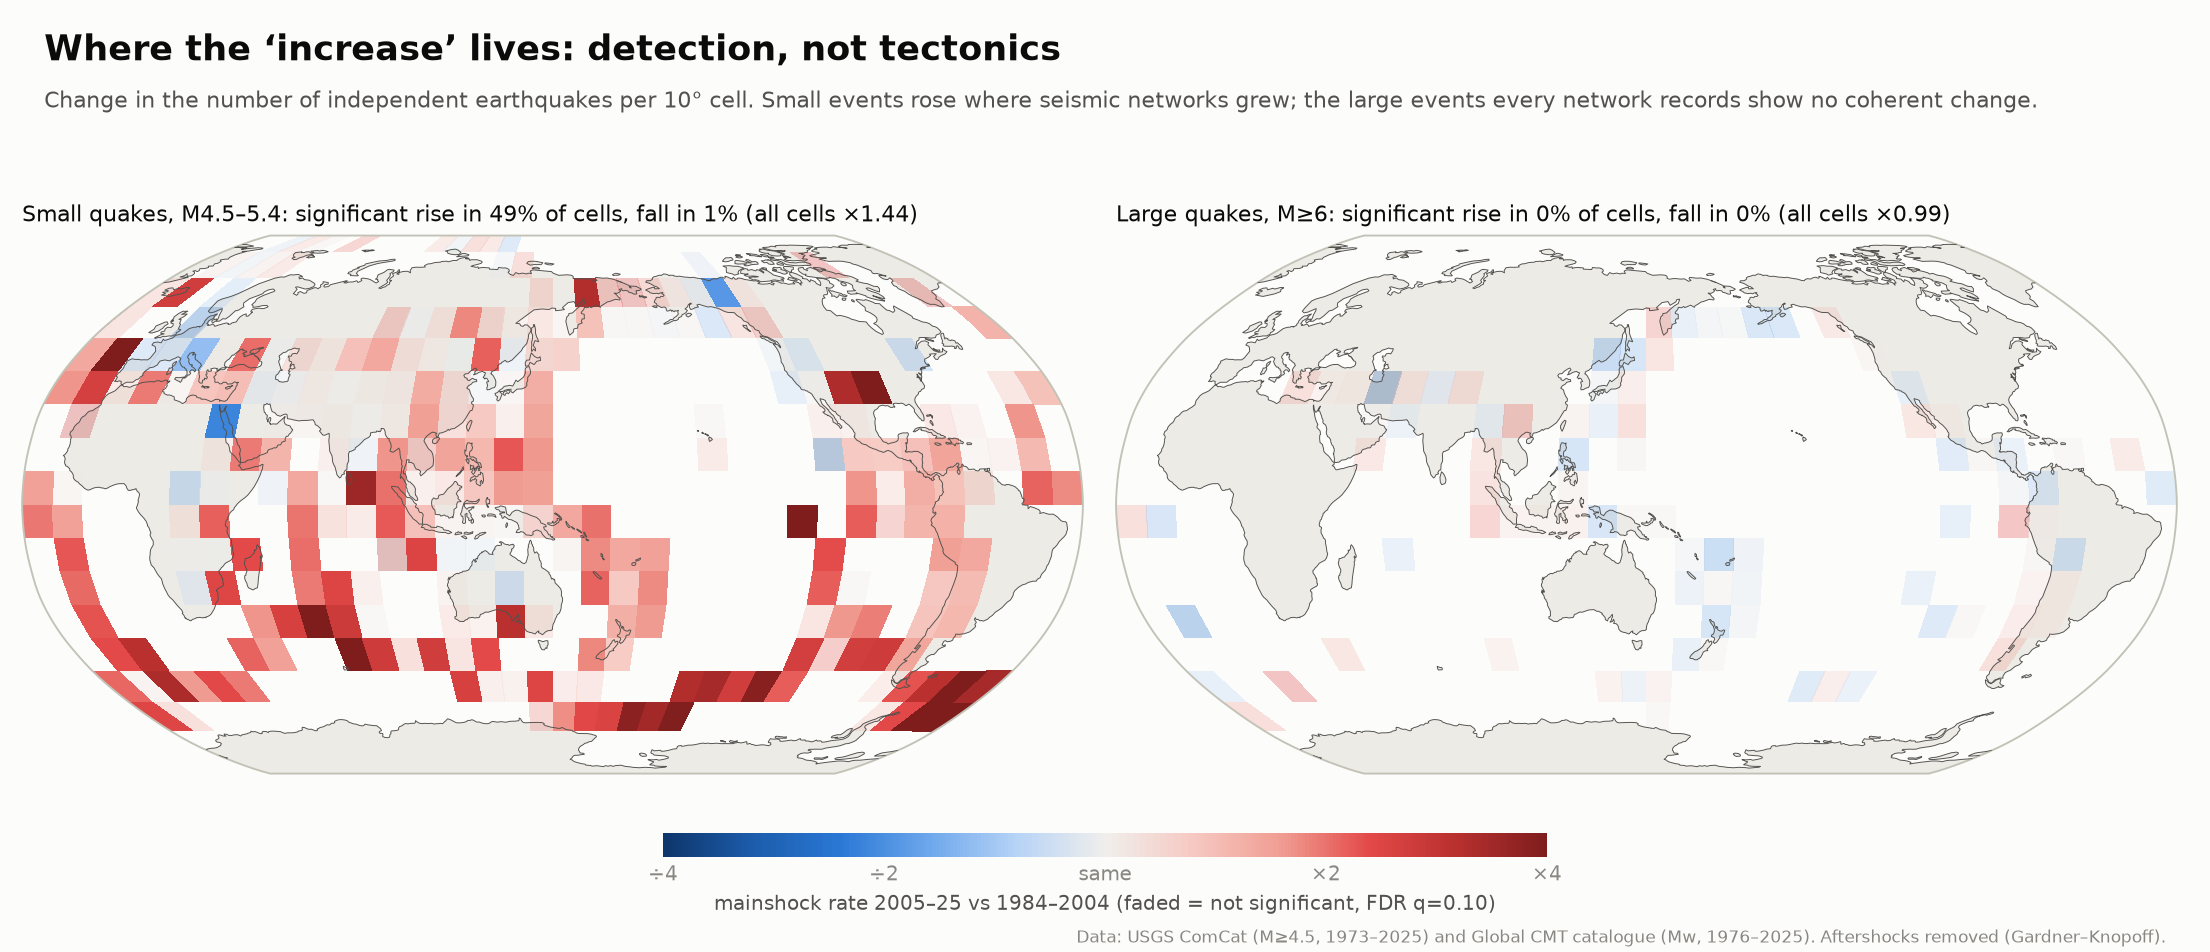 Where the ‘increase’ lives: detection, not tectonics
Change in the number of independent earthquakes per 10° cell. Small events rose where seismic networks grew; the large events every network records show no coherent change.
Small quakes, M4.5–5.4: significant rise in 49% of cells, fall in 1% (all cells ×1.44)
Large quakes, M≥6: significant rise in 0% of cells, fall in 0% (all cells ×0.99)
÷4 ÷2 same ×2 ×4
mainshock rate 2005–25 vs 1984–2004 (faded = not significant, FDR q=0.10)
Data: USGS ComCat (M≥4.5, 1973–2025) and Global CMT catalogue (Mw, 1976–2025). Aftershocks removed (Gardner–Knopoff).